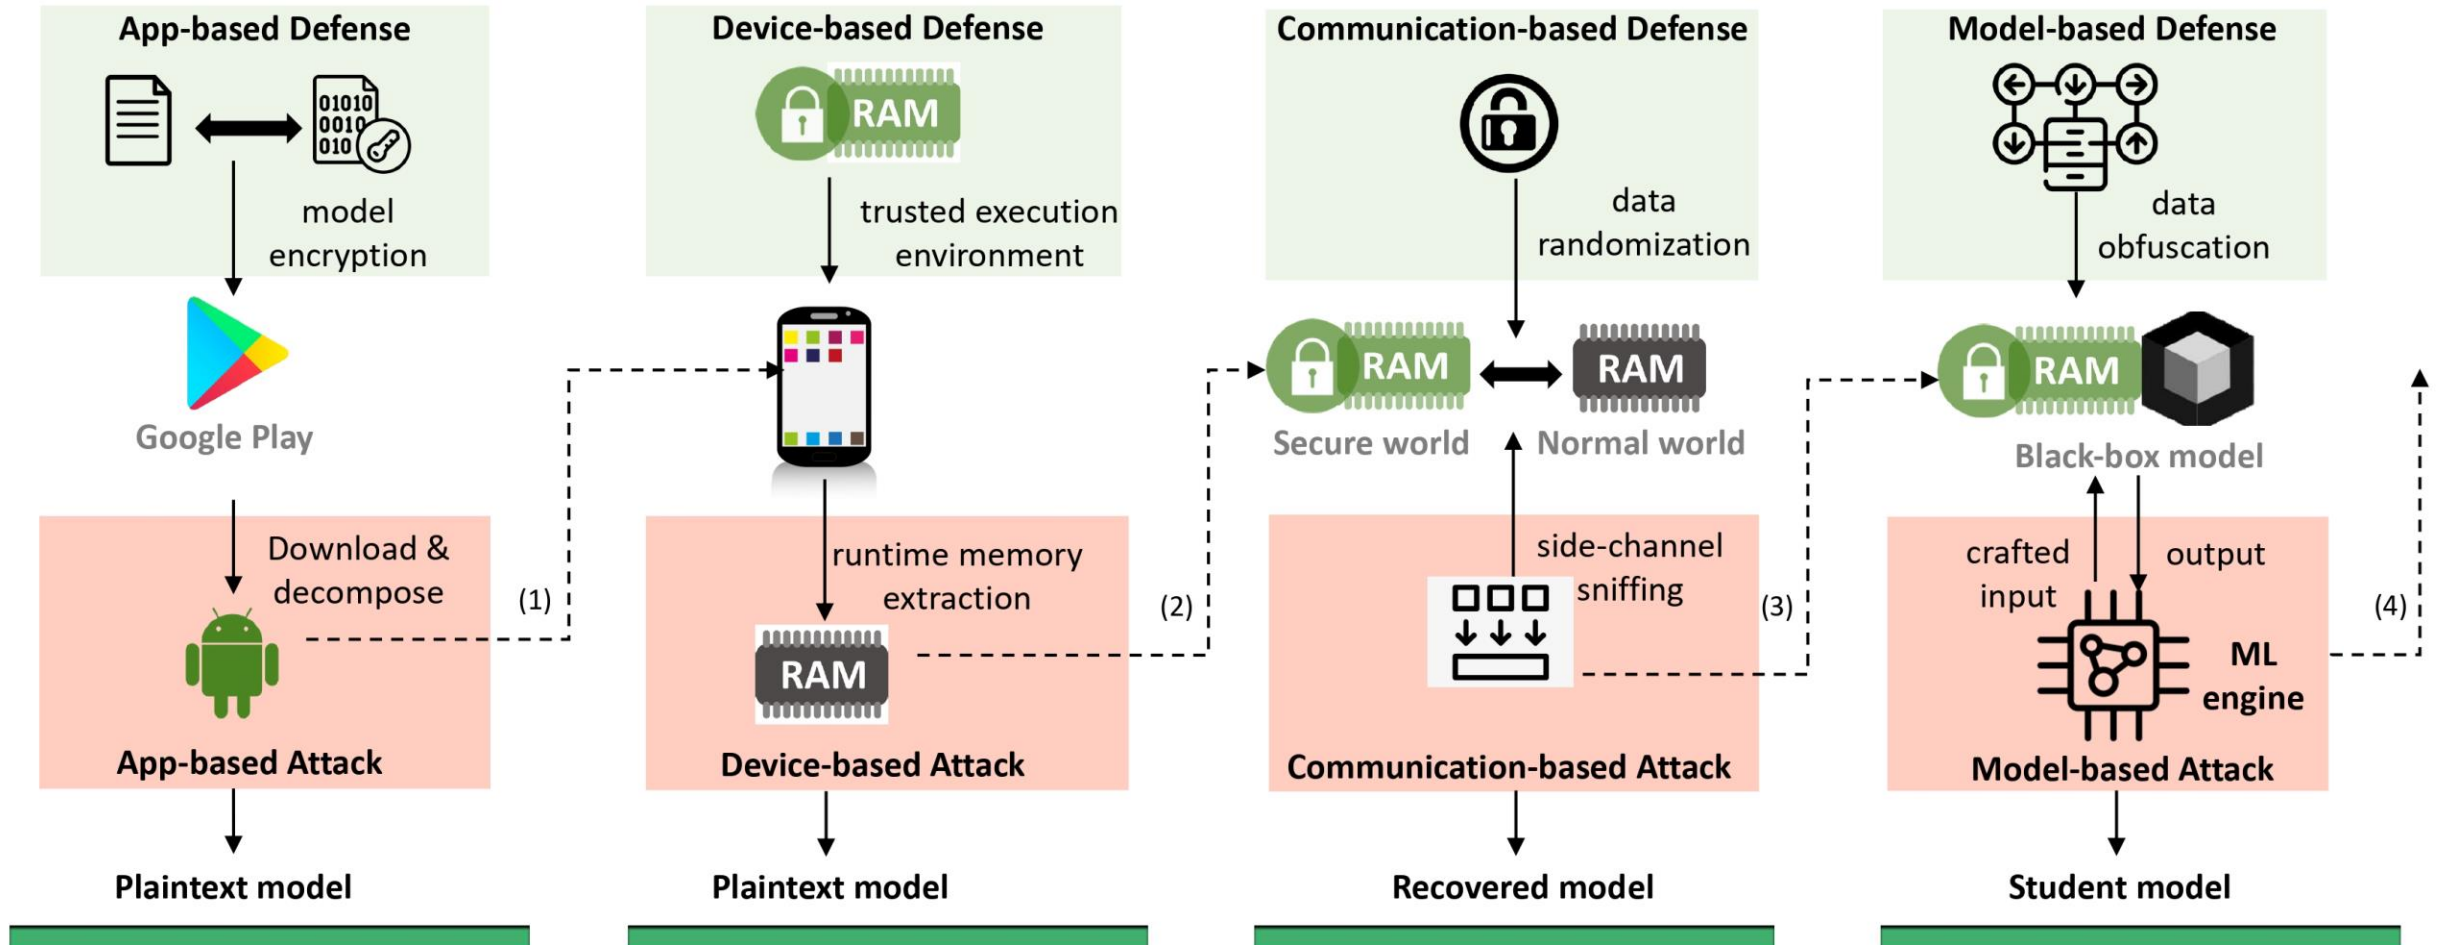 App-based Defense
01010
0010
010
model
encryption
Google Play
Download &
decompose
App-based Attack
Plaintext model
(1)
Device-based Defense
RAM
trusted execution
environment
runtime memory
extraction
RAM
Device-based Attack
Plaintext model
(2)
Communication-based Defense
data
randomization
RAM
RAM
Secure world
Normal world
side-channel
sniffing
Communication-based Attack
Recovered model
(3)
Model-based Defense
data
obfuscation
RAM
Black-box model
crafted
input
output
ML
engine
Model-based Attack
Student model
(4)